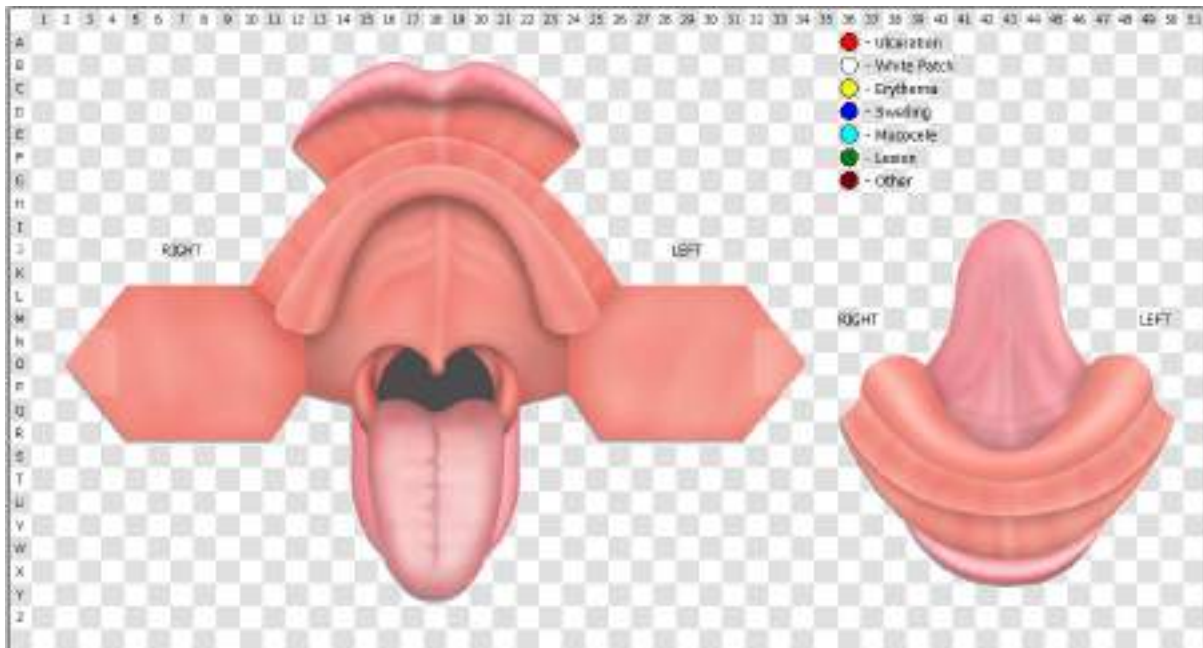 1 2 3 4 5 6 7 8 9 10 11 12 13 14 15 16 17 18 19 20 21 22 23 24 25 26 27 28 29 30 31 32 33 34 35 36 37 38 39 40 41 42 43 44 45 46 47 48 49 50 51
A
- Ulceration
B
- White Patch
C
- Erythema
D
- Swelling
E
- Mucocele
F
- Lesion
G
- Other
H
I
J
RIGHT
LEFT
K
L
M
RIGHT
LEFT
N
O
P
Q
R
S
T
U
V
W
X
Y
Z